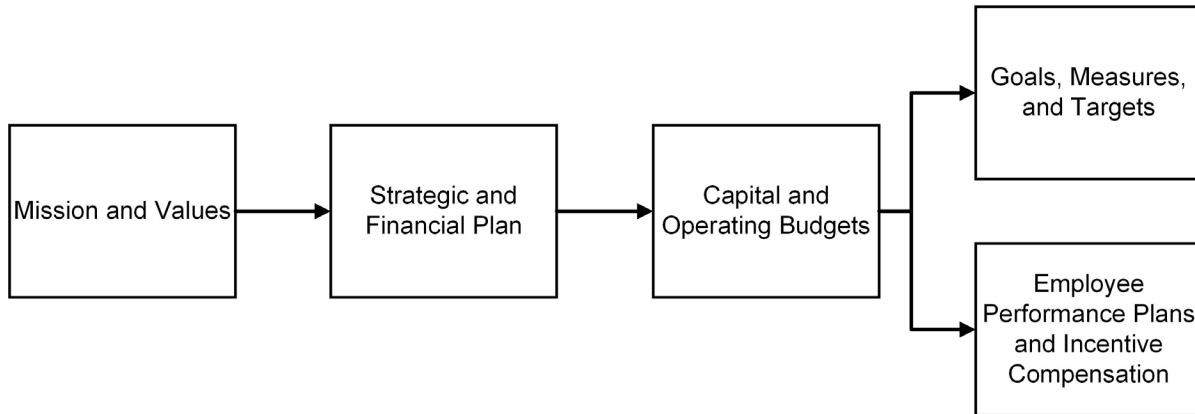 Mission and Values
Strategic and
Financial Plan
Capital and
Operating Budgets
Goals, Measures,
and Targets
Employee
Performance Plans
and Incentive
Compensation